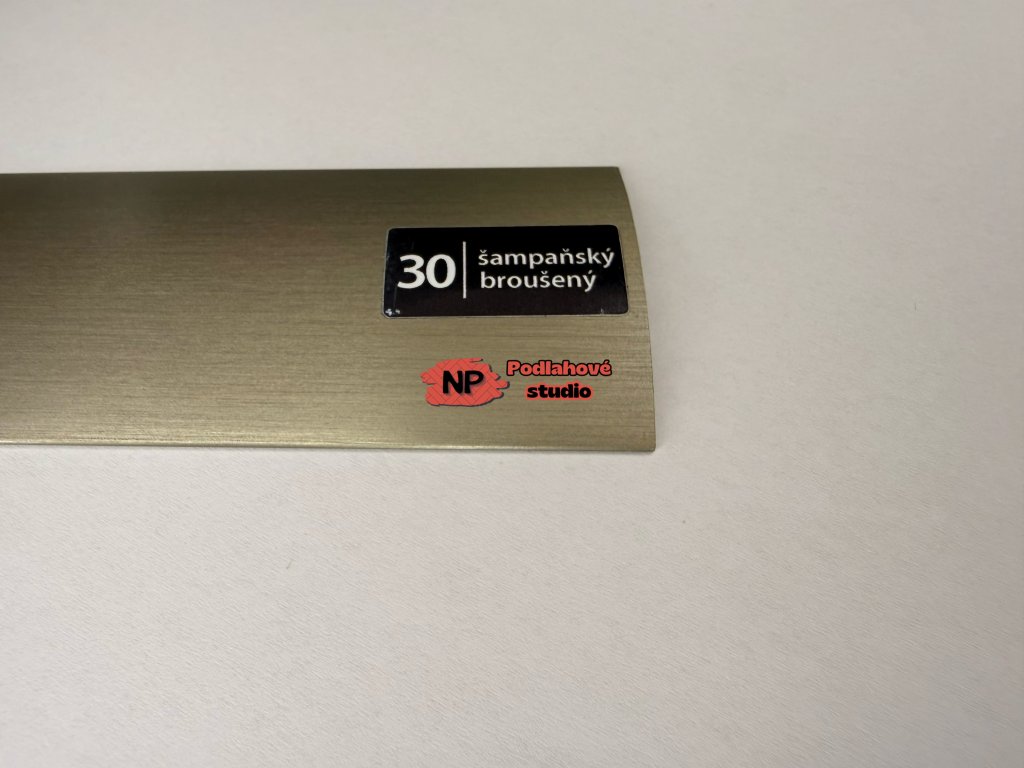 30 šampaňský
broušený
NP Podlahové
studio